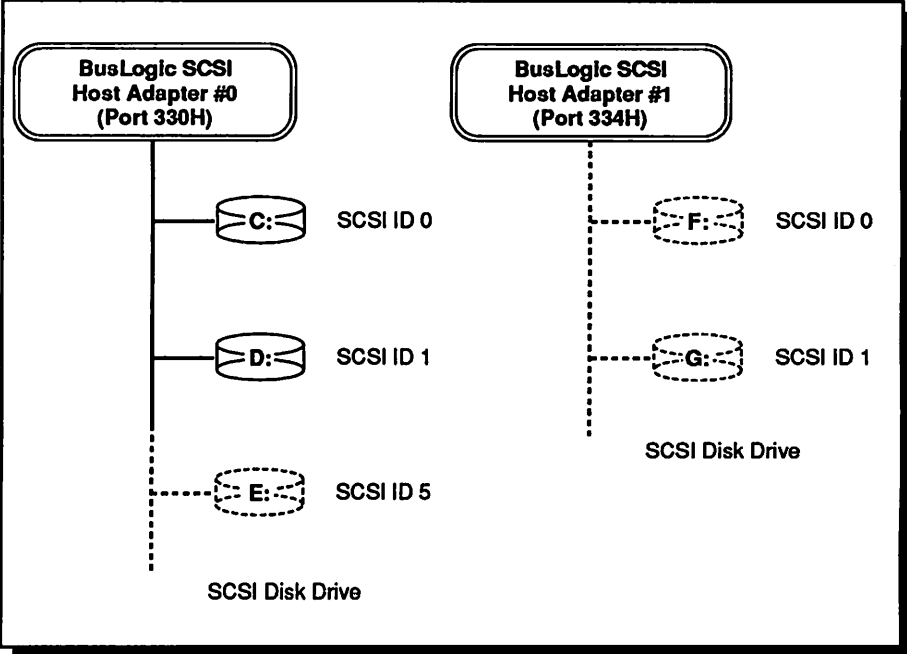 BusLogic SCSI
Host Adapter #0
(Port 330H)
C: SCSI ID 0
D: SCSI ID 1
E: SCSI ID 5
SCSI Disk Drive
BusLogic SCSI
Host Adapter #1
(Port 334H)
F: SCSI ID 0
G: SCSI ID 1
SCSI Disk Drive